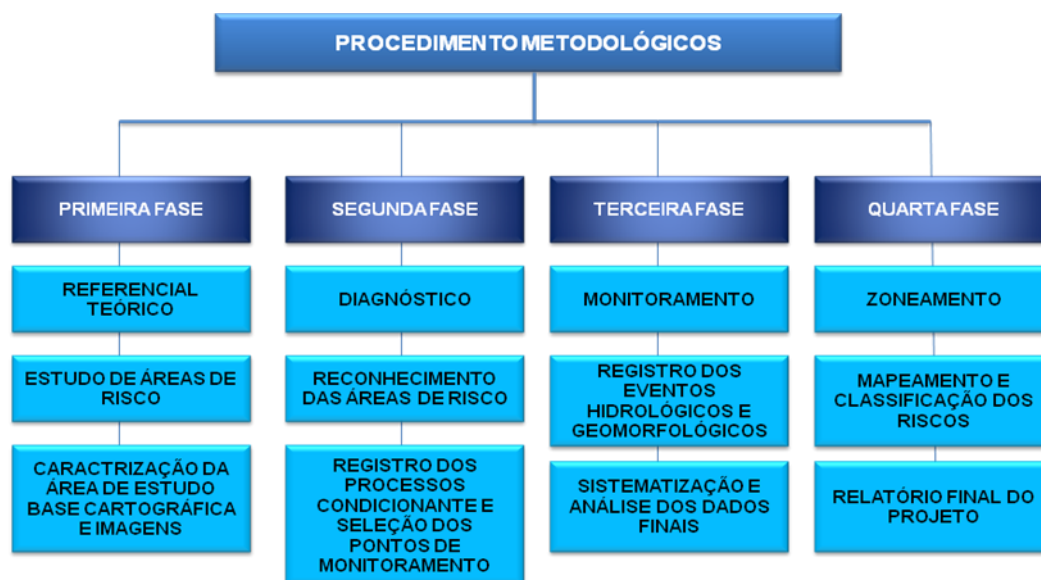 PROCEDIMENTO METODOLÓGICOS
PRIMEIRA FASE
REFERENCIAL
TEÓRICO
ESTUDO DE ÁREAS DE
RISCO
CARACTRIZAÇÃO DA
ÁREA DE ESTUDO
BASE CARTOGRÁFICA
E IMAGENS
SEGUNDA FASE
DIAGNÓSTICO
RECONHECIMENTO
DAS ÁREAS DE RISCO
REGISTRO DOS
PROCESSOS
CONDICIONANTE E
SELEÇÃO DOS
PONTOS DE
MONITORAMENTO
TERCEIRA FASE
MONITORAMENTO
REGISTRO DOS
EVENTOS
HIDROLÓGICOS E
GEOMORFOLÓGICOS
SISTEMATIZAÇÃO E
ANÁLISE DOS DADOS
FINAIS
QUARTA FASE
ZONEAMENTO
MAPEAMENTO E
CLASSIFICAÇÃO DOS
RISCOS
RELATÓRIO FINAL DO
PROJETO